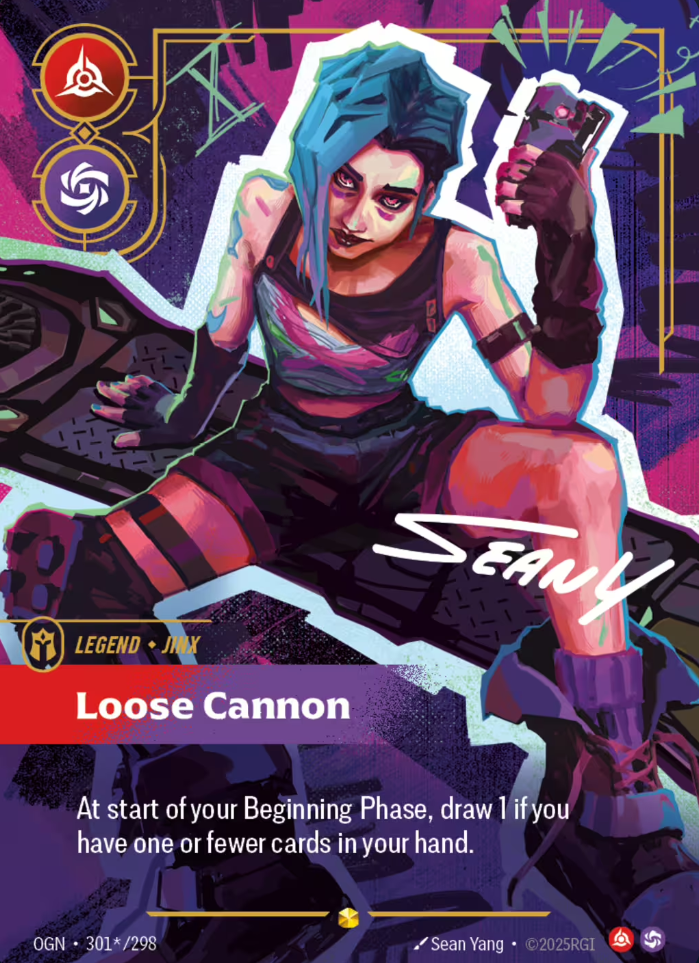 SEAN Y
LEGEND • JINX
Loose Cannon
At start of your Beginning Phase, draw 1 if you
have one or fewer cards in your hand.
OGN • 301*/298
Sean Yang • ©2025RGI